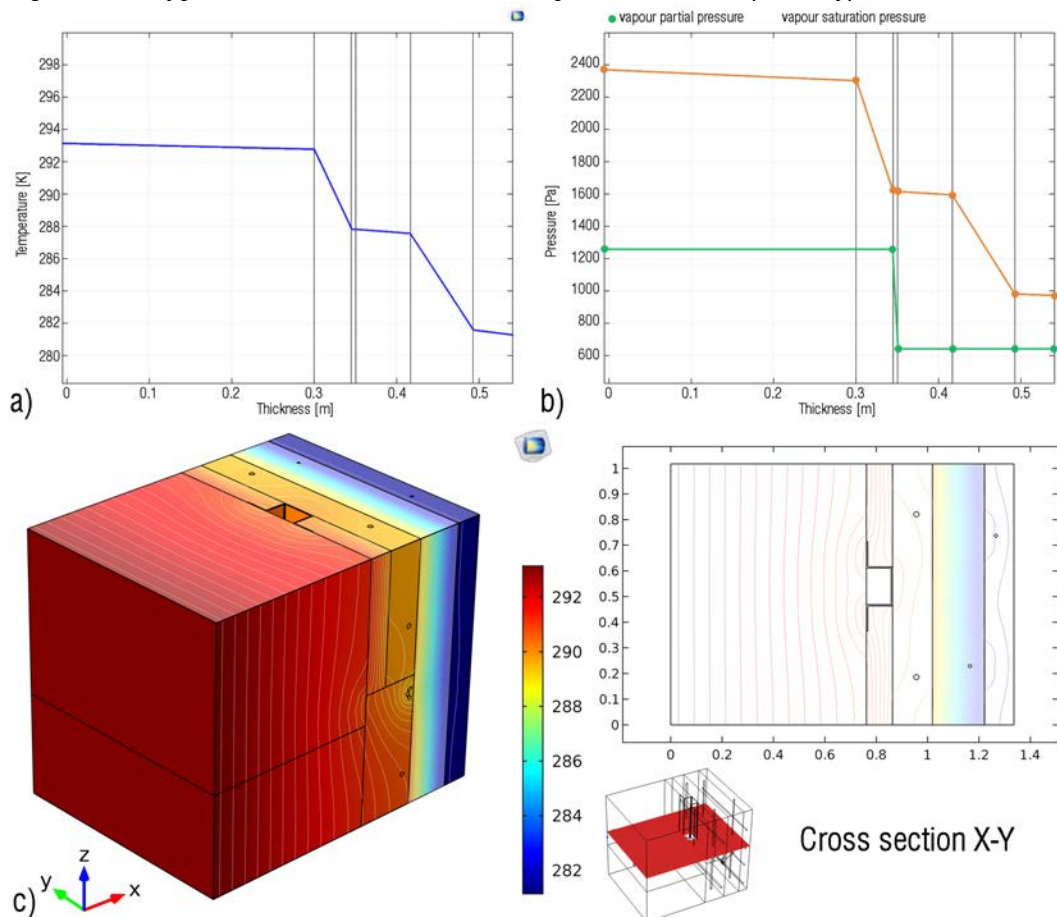 vapour partial pressure vapour saturation pressure
298
296
294
292
290
288
286
284
282
280
Temperature [K]
0 0.1 0.2 0.3 0.4 0.5
Thickness [m]
a)
2400
2200
2000
1800
1600
1400
1200
1000
800
600
Pressure [Pa]
0 0.1 0.2 0.3 0.4 0.5
Thickness [m]
b)
292
290
288
286
284
282
z
y
x
c)
1
0.9
0.8
0.7
0.6
0.5
0.4
0.3
0.2
0.1
0
0 0.2 0.4 0.6 0.8 1 1.2 1.4
Cross section X-Y